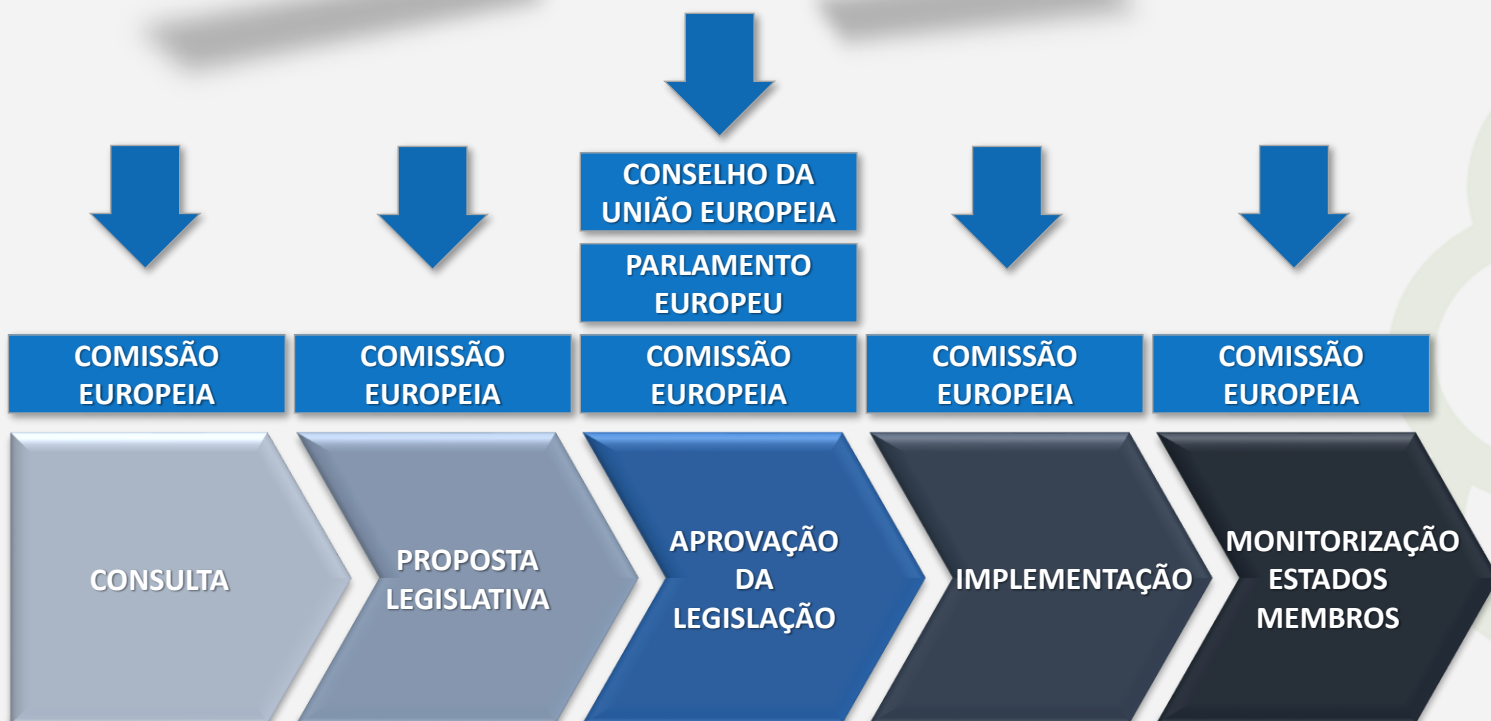 CONSELHO DA
UNIÃO EUROPEIA
PARLAMENTO
EUROPEU
COMISSÃO
EUROPEIA
COMISSÃO
EUROPEIA
COMISSÃO
EUROPEIA
COMISSÃO
EUROPEIA
COMISSÃO
EUROPEIA
CONSULTA
PROPOSTA
LEGISLATIVA
APROVAÇÃO
DA
LEGISLAÇÃO
IMPLEMENTAÇÃO
MONITORIZAÇÃO
ESTADOS
MEMBROS